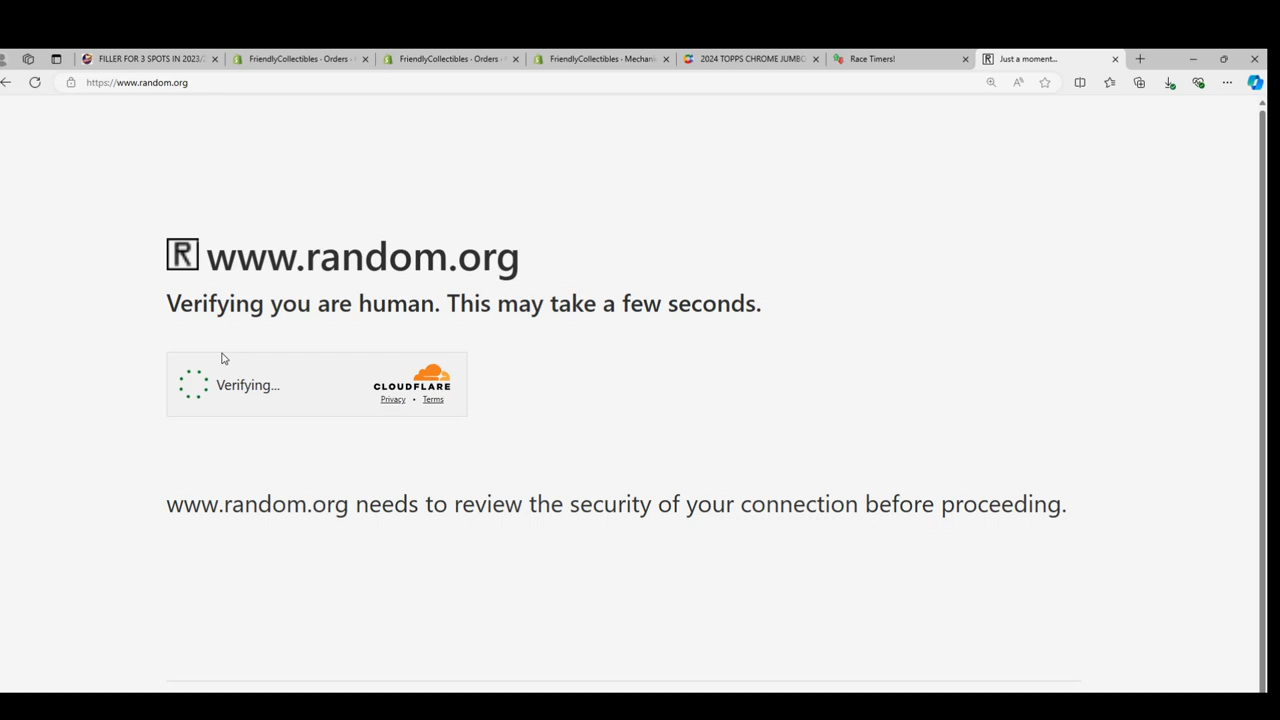 FILLER FOR 3 SPOTS IN 2023/
FriendlyCollectibles · Orders ·
FriendlyCollectibles · Orders ·
FriendlyCollectibles · Mechani
2024 TOPPS CHROME JUMBO
Race Timers!
Just a moment...
https://www.random.org
www.random.org
Verifying you are human. This may take a few seconds.
Verifying...
CLOUDFLARE
Privacy • Terms
www.random.org needs to review the security of your connection before proceeding.